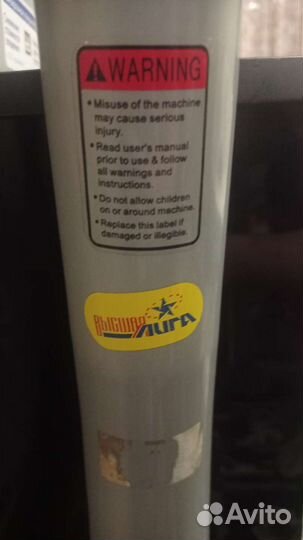 WARNING
• Misuse of the machine
may cause serious
injury.
• Read user's manual
prior to use & follow
all warnings and
instructions.
• Do not allow children
on or around machine.
• Replace this label if
damaged or illegible.
ВЫСШАЯ
ЛИГА
Avito